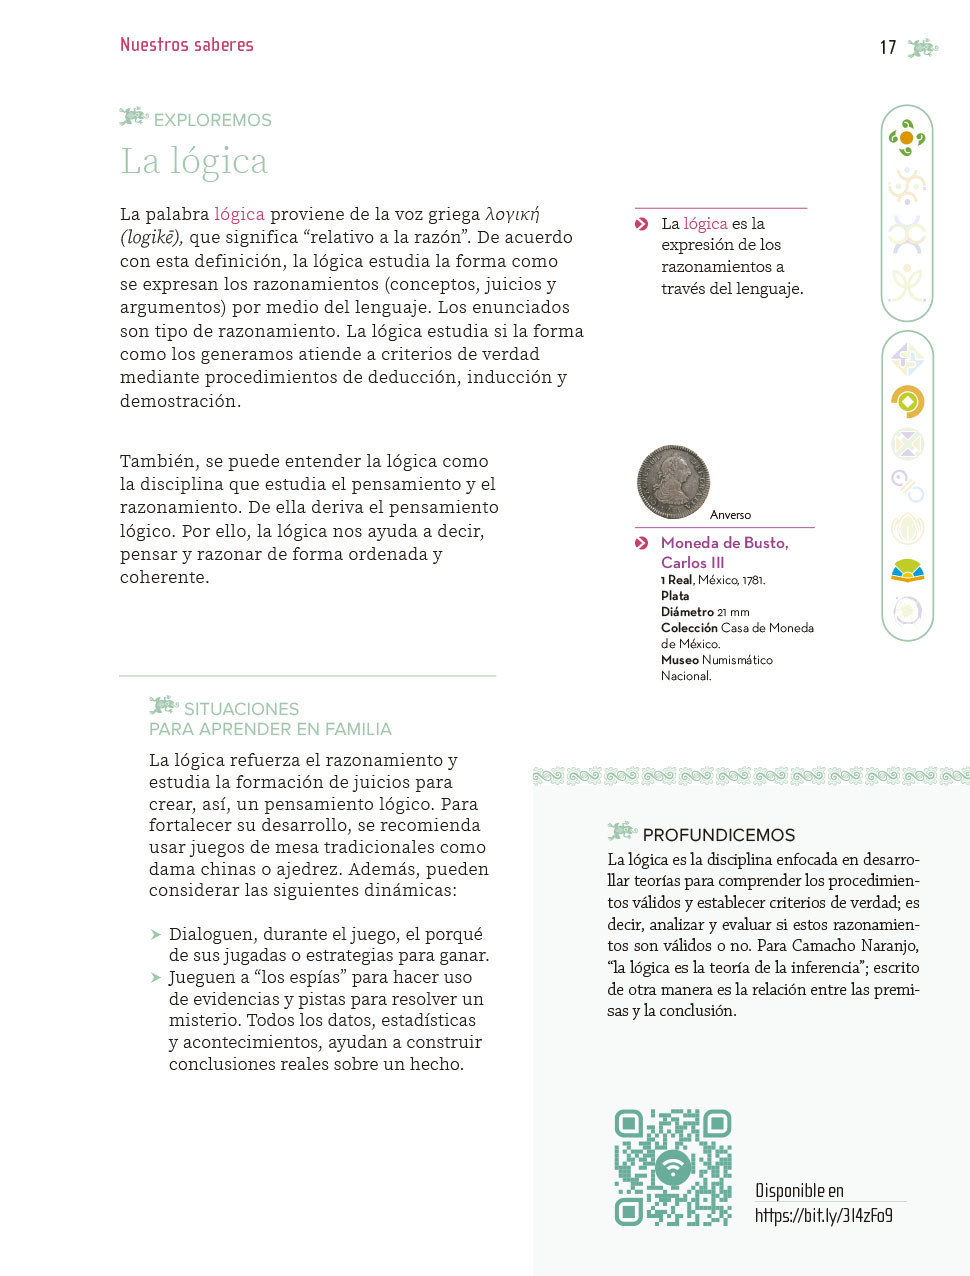 Nuestros saberes
17
EXPLOREMOS
La lógica
La palabra lógica proviene de la voz griega λογική
(logikē), que significa “relativo a la razón”. De acuerdo
con esta definición, la lógica estudia la forma como
se expresan los razonamientos (conceptos, juicios y
argumentos) por medio del lenguaje. Los enunciados
son tipo de razonamiento. La lógica estudia si la forma
como los generamos atiende a criterios de verdad
mediante procedimientos de deducción, inducción y
demostración.
También, se puede entender la lógica como
la disciplina que estudia el pensamiento y el
razonamiento. De ella deriva el pensamiento
lógico. Por ello, la lógica nos ayuda a decir,
pensar y razonar de forma ordenada y
coherente.
La lógica es la
expresión de los
razonamientos a
través del lenguaje.
Anverso
Moneda de Busto,
Carlos III
1 Real, México, 1781.
Plata
Diámetro 21 mm
Colección Casa de Moneda
de México.
Museo Numismático
Nacional.
SITUACIONES
PARA APRENDER EN FAMILIA
La lógica refuerza el razonamiento y
estudia la formación de juicios para
crear, así, un pensamiento lógico. Para
fortalecer su desarrollo, se recomienda
usar juegos de mesa tradicionales como
dama chinas o ajedrez. Además, pueden
considerar las siguientes dinámicas:
Dialoguen, durante el juego, el porqué
de sus jugadas o estrategias para ganar.
Jueguen a “los espías” para hacer uso
de evidencias y pistas para resolver un
misterio. Todos los datos, estadísticas
y acontecimientos, ayudan a construir
conclusiones reales sobre un hecho.
PROFUNDICEMOS
La lógica es la disciplina enfocada en desarro-
llar teorías para comprender los procedimien-
tos válidos y establecer criterios de verdad; es
decir, analizar y evaluar si estos razonamien-
tos son válidos o no. Para Camacho Naranjo,
“la lógica es la teoría de la inferencia”; escrito
de otra manera es la relación entre las premi-
sas y la conclusión.
Disponible en
https://bit.ly/3I4zFo9